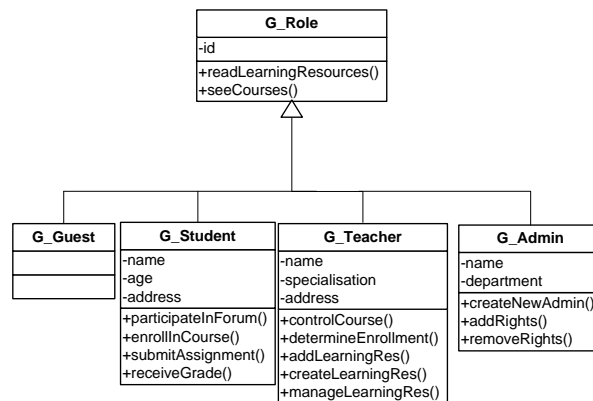 G_Role
-id
+readLearningResources()
+seeCourses()
G_Guest
G_Student
-name
-age
-address
+participateInForum()
+enrollInCourse()
+submitAssignment()
+receiveGrade()
G_Teacher
-name
-specialisation
-address
+controlCourse()
+determineEnrollment()
+addLearningRes()
+createLearningRes()
+manageLearningRes()
G_Admin
-name
-department
+createNewAdmin()
+addRights()
+removeRights()